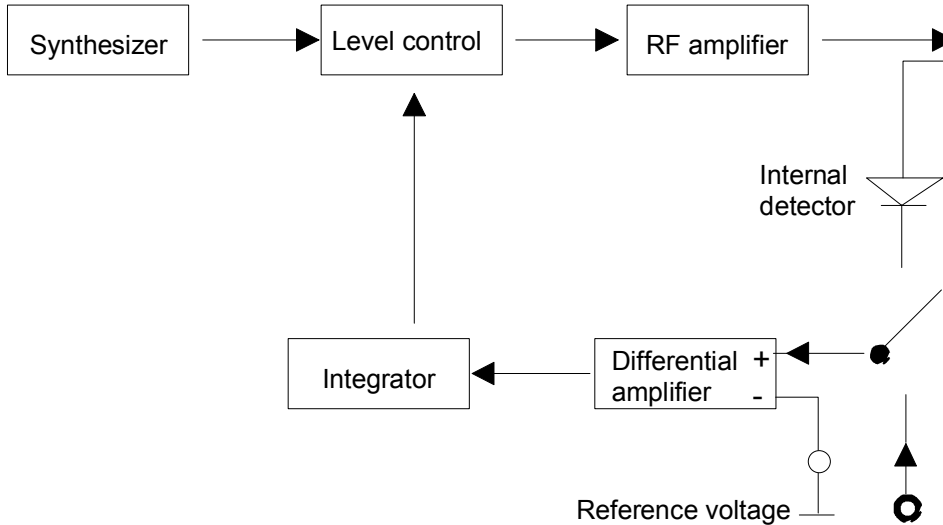 Synthesizer
Level control
RF amplifier
Internal
detector
Integrator
Differential
amplifier
+
-
Reference voltage